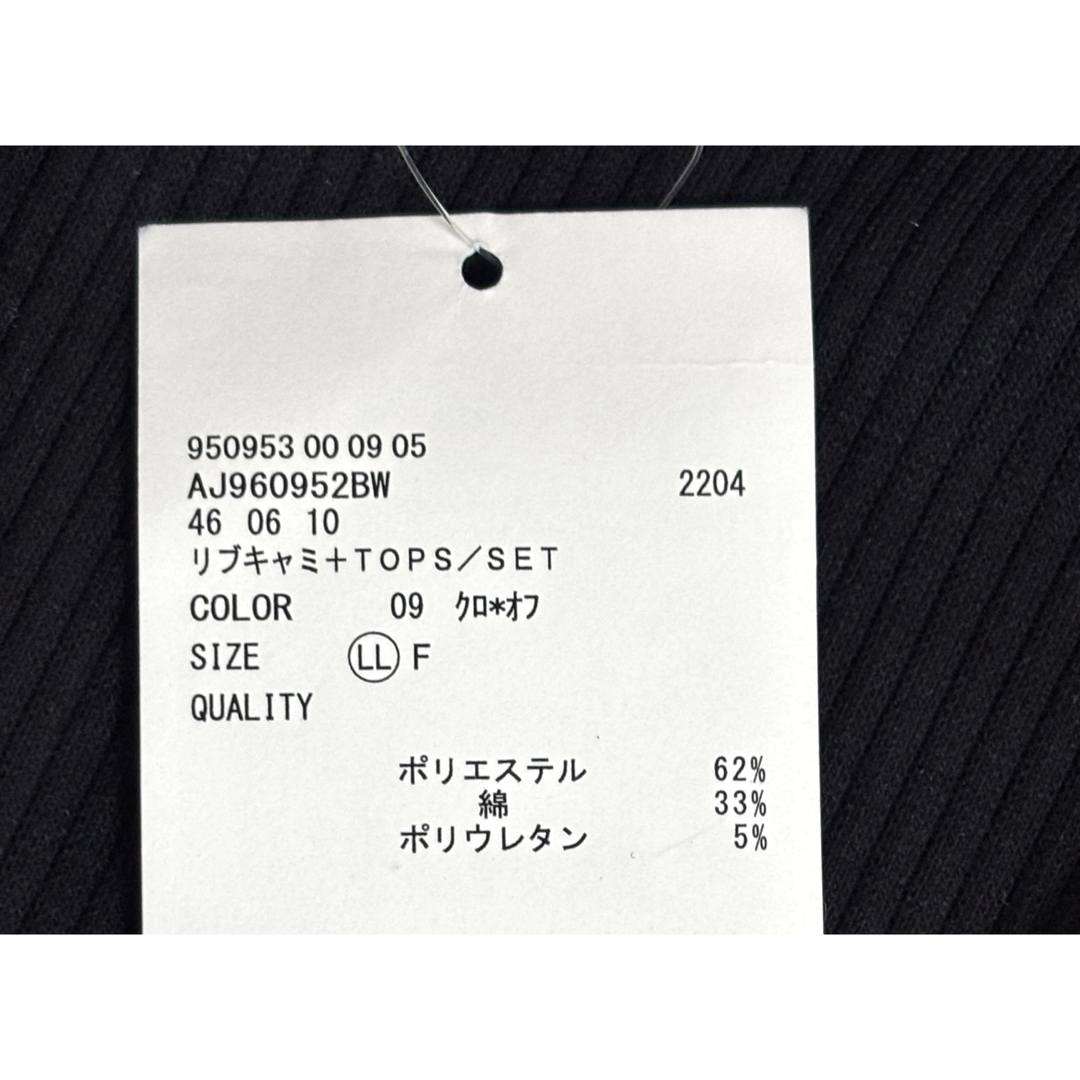 950953 00 09 05
AJ960952BW 2204
46 06 10
リブキャミ＋ＴＯＰＳ／ＳＥＴ
COLOR 09 ｸﾛ*ｵﾌ
SIZE LL F
QUALITY
ポリエステル 62%
綿 33%
ポリウレタン 5%